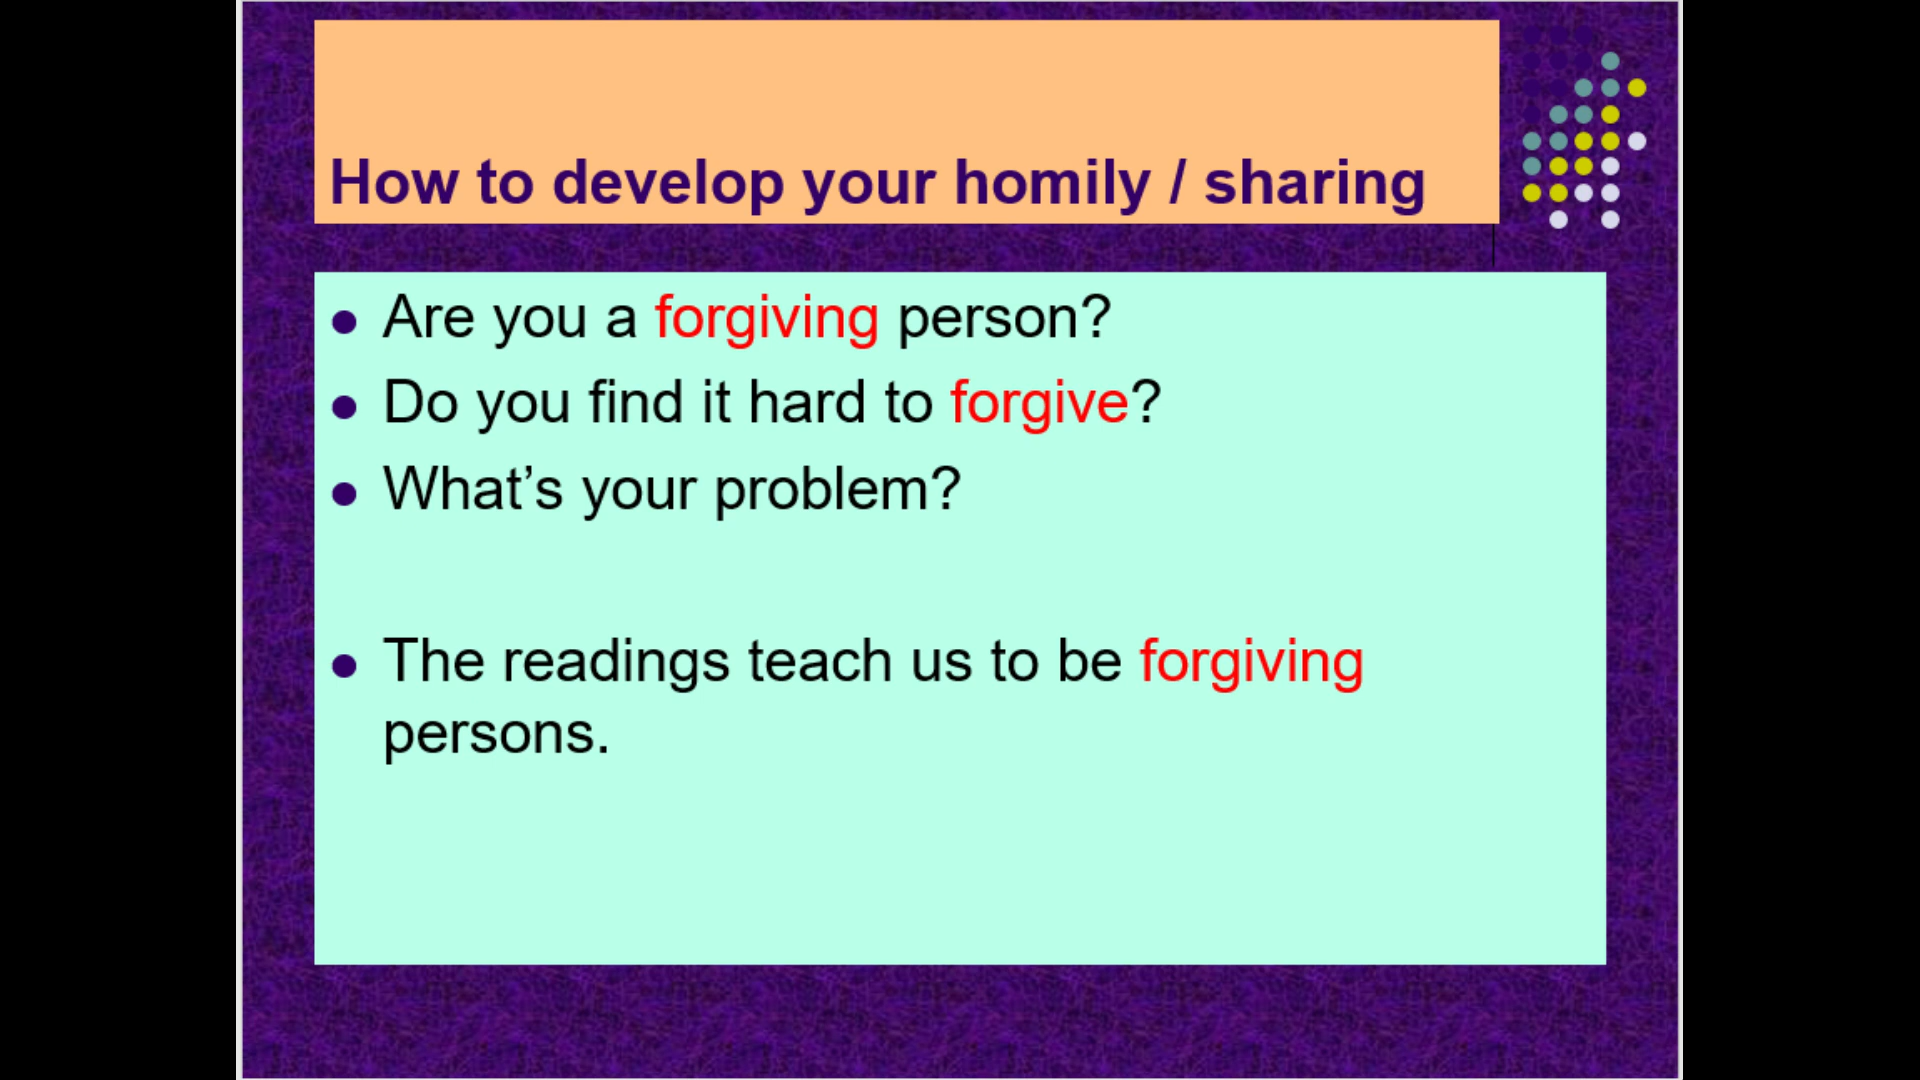 How to develop your homily / sharing
● Are you a forgiving person?
● Do you find it hard to forgive?
● What’s your problem?
● The readings teach us to be forgiving
persons.